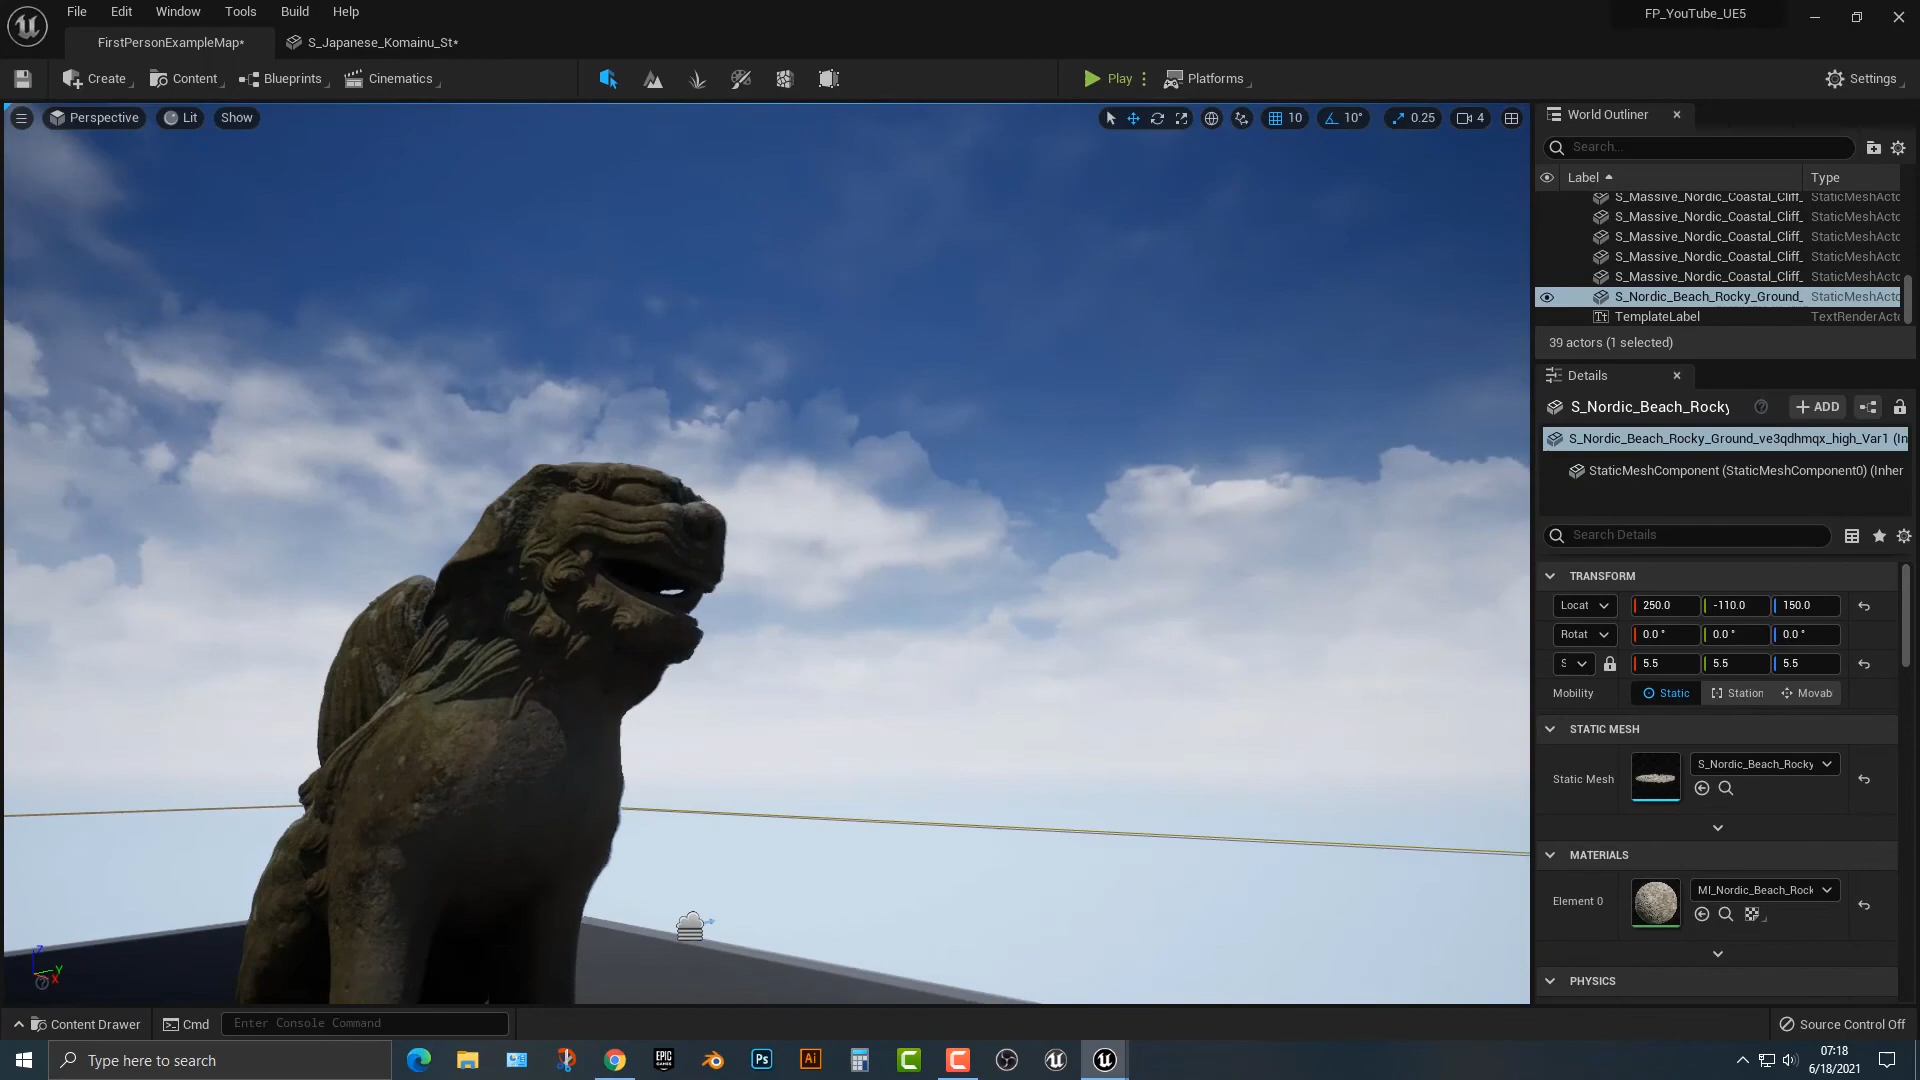 File Edit Window Tools Build Help
FP_YouTube_UE5
FirstPersonExampleMap*
S_Japanese_Komainu_St*
Create Content Blueprints Cinematics
Play Platforms
Settings
Perspective Lit Show
10 10° 0.25 4
World Outliner
Search...
Label Type
S_Massive_Nordic_Coastal_Cliff_ StaticMeshActo
S_Massive_Nordic_Coastal_Cliff_ StaticMeshActo
S_Massive_Nordic_Coastal_Cliff_ StaticMeshActo
S_Massive_Nordic_Coastal_Cliff_ StaticMeshActo
S_Massive_Nordic_Coastal_Cliff_ StaticMeshActo
S_Nordic_Beach_Rocky_Ground_ StaticMeshActo
Tt TemplateLabel TextRenderActo
39 actors (1 selected)
Details
S_Nordic_Beach_Rocky
+ ADD
S_Nordic_Beach_Rocky_Ground_ve3qdhmqx_high_Var1 (In
StaticMeshComponent (StaticMeshComponent0) (Inher
Search Details
TRANSFORM
Locat 250.0 -110.0 150.0
Rotat 0.0 ° 0.0 ° 0.0 °
S 5.5 5.5 5.5
Mobility Static Station Movab
STATIC MESH
Static Mesh S_Nordic_Beach_Rocky
MATERIALS
Element 0 MI_Nordic_Beach_Rock
PHYSICS
Z Y X
Content Drawer Cmd Enter Console Command
Source Control Off
Type here to search
EPIC GAMES
Ps Ai
07:18
6/18/2021